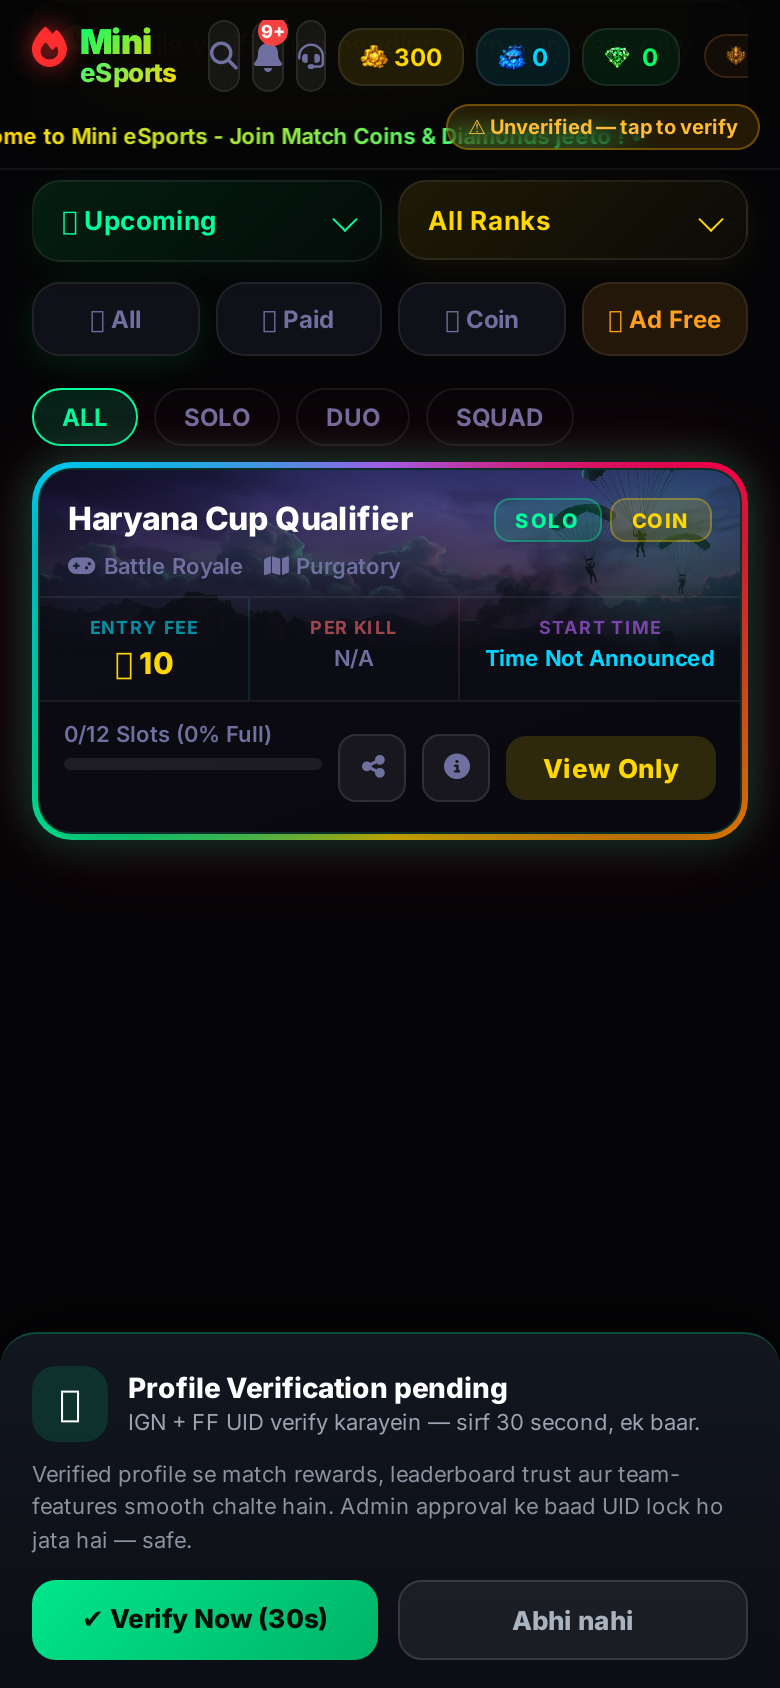 Mini
eSports
9+
300
0
0
ome to Mini eSports - Join Match Coins & Diamonds jeeto !
⚠ Unverified — tap to verify
Upcoming
All Ranks
All
Paid
Coin
Ad Free
ALL
SOLO
DUO
SQUAD
Haryana Cup Qualifier
SOLO
COIN
Battle Royale
Purgatory
ENTRY FEE
PER KILL
START TIME
10
N/A
Time Not Announced
0/12 Slots (0% Full)
View Only
Profile Verification pending
IGN + FF UID verify karayein — sirf 30 second, ek baar.
Verified profile se match rewards, leaderboard trust aur team-
features smooth chalte hain. Admin approval ke baad UID lock ho
jata hai — safe.
✔ Verify Now (30s)
Abhi nahi